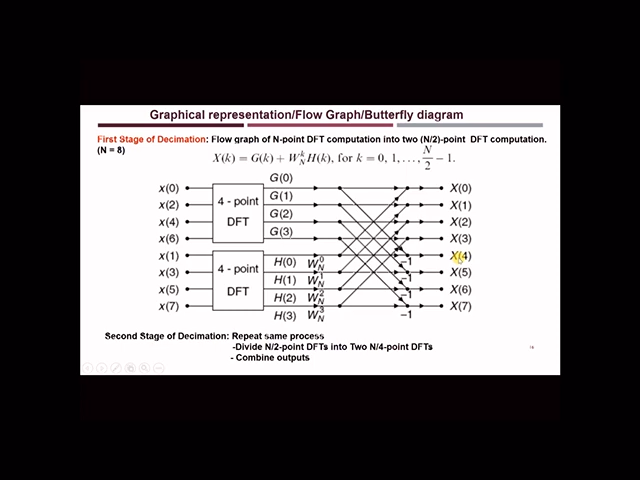 Graphical representation/Flow Graph/Butterfly diagram
First Stage of Decimation: Flow graph of N-point DFT computation into two (N/2)-point DFT computation.
(N = 8)
X(k) = G(k) + W_N^k H(k), for k = 0, 1, . . . , N/2 − 1.
x(0) G(0) X(0)
x(2) 4 - point G(1) X(1)
x(4) DFT G(2) X(2)
x(6) G(3) X(3)
x(1) H(0) W_N^0 −1 X(4)
x(3) 4 - point H(1) W_N^1 −1 X(5)
x(5) DFT H(2) W_N^2 −1 X(6)
x(7) H(3) W_N^3 −1 X(7)
Second Stage of Decimation: Repeat same process
-Divide N/2-point DFTs into Two N/4-point DFTs
- Combine outputs